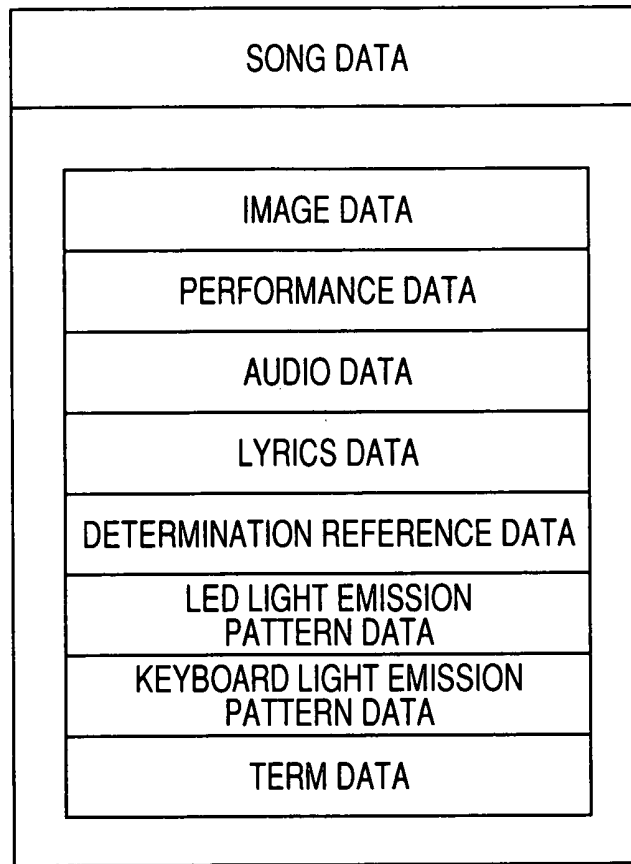 SONG DATA
IMAGE DATA
PERFORMANCE DATA
AUDIO DATA
LYRICS DATA
DETERMINATION REFERENCE DATA
LED LIGHT EMISSION
PATTERN DATA
KEYBOARD LIGHT EMISSION
PATTERN DATA
TERM DATA